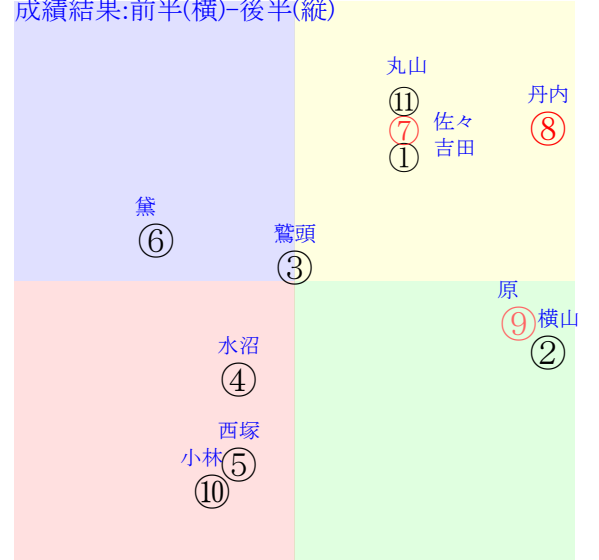 成績結果:前半(横)-後半(縦)
丸山
⑪
丹内
⑧
佐々
⑦
吉田
①
黛
⑥
鷲頭
③
原
⑨
横山
②
水沼
④
西塚
⑤
小林
⑩